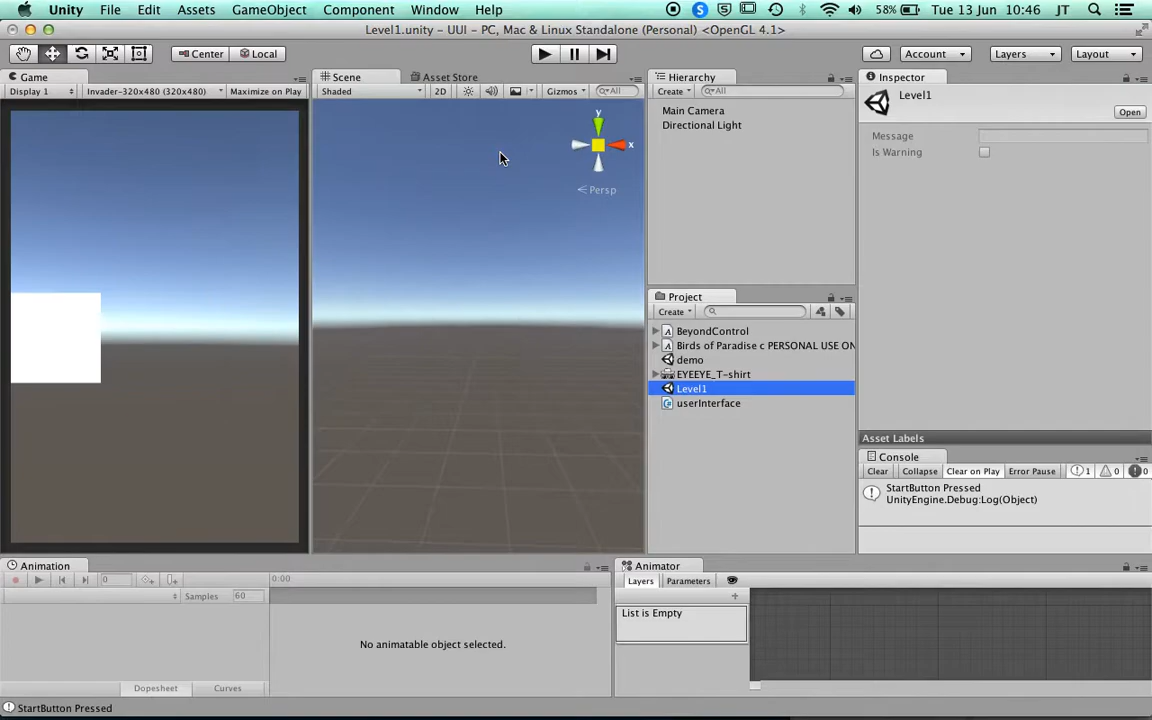 Unity File Edit Assets GameObject Component Window Help 58% Tue 13 Jun 10:46 JT
Level1.unity - UUI - PC, Mac & Linux Standalone (Personal) <OpenGL 4.1>
Center Local Account Layers Layout
Game Scene Asset Store Hierarchy Inspector
Display 1 Invader-320x480 (320x480) Maximize on Play Shaded 2D Gizmos All Create All
Level1
Open
Main Camera
Directional Light
y
x
Persp
Message
Is Warning
Project
Create
BeyondControl
Birds of Paradise c PERSONAL USE ON
demo
EYEEYE_T-shirt
Level1
userInterface
Asset Labels
Console
Clear Collapse Clear on Play Error Pause 1 0 0
StartButton Pressed
UnityEngine.Debug:Log(Object)
Animation
0 0:00
Samples 60
No animatable object selected.
Dopesheet Curves
Animator
Layers Parameters
List is Empty
StartButton Pressed